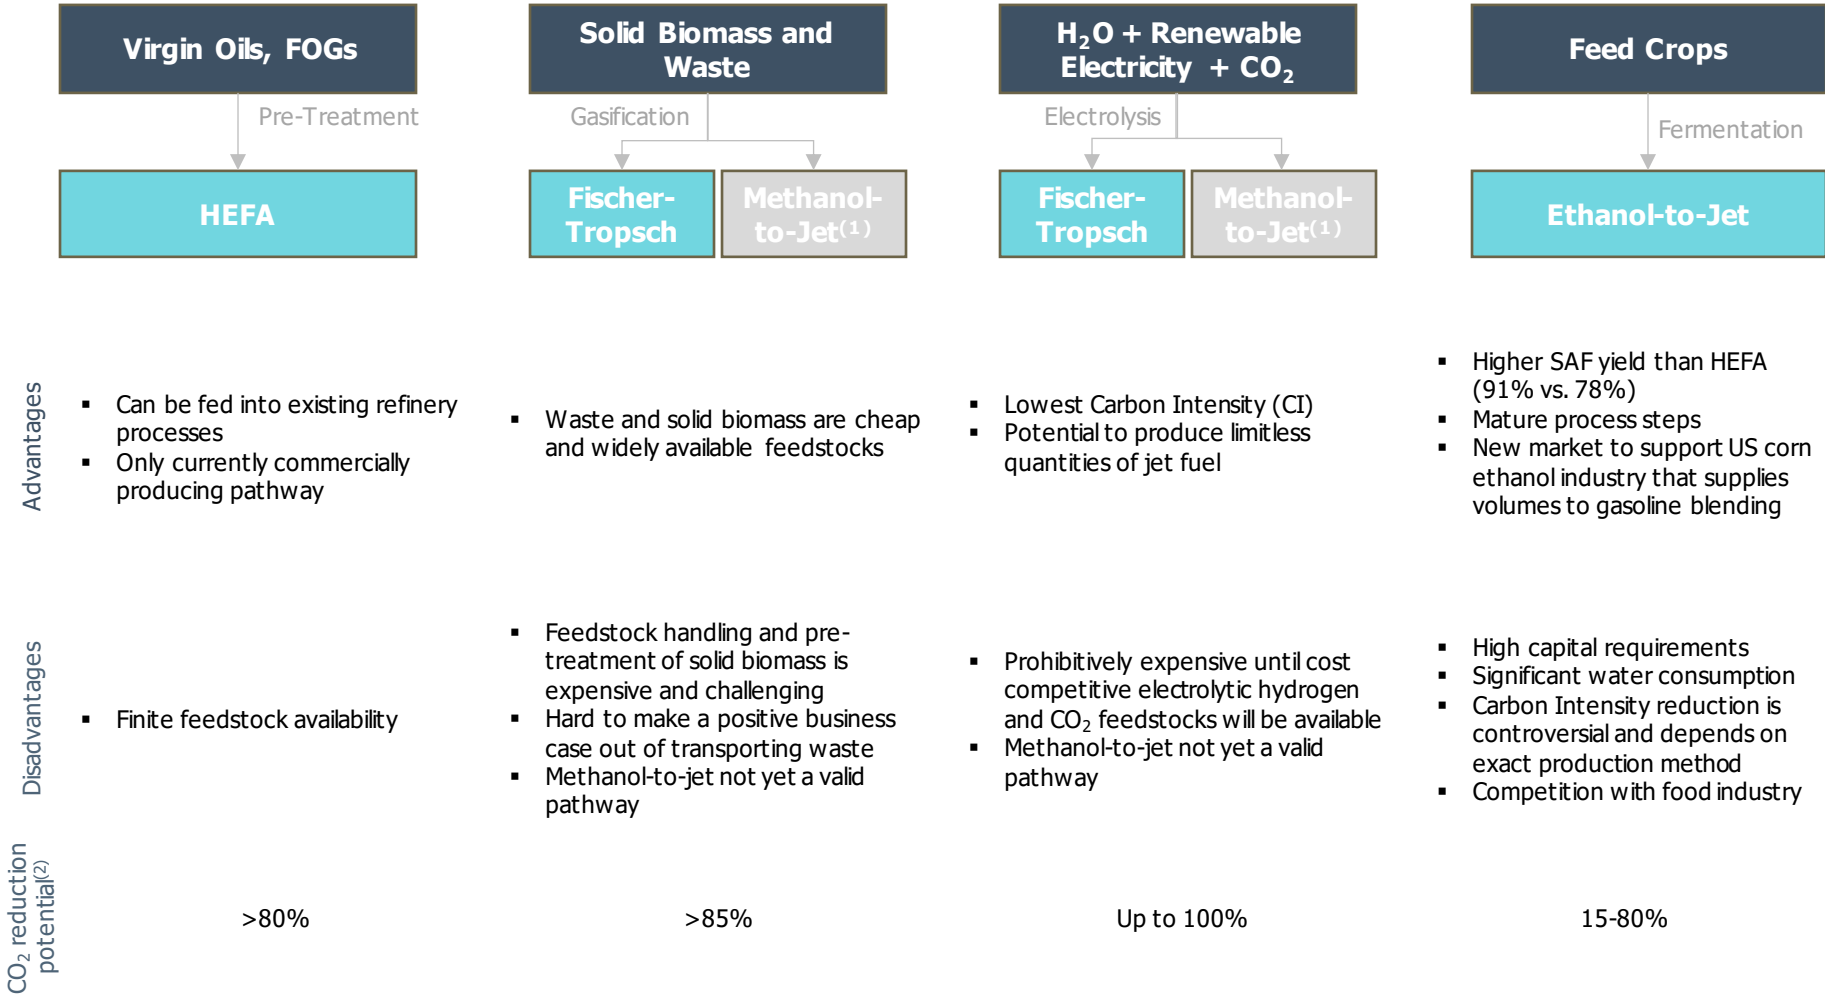 Virgin Oils, FOGs
Solid Biomass and
Waste
H₂O + Renewable
Electricity + CO₂
Feed Crops
Pre-Treatment
Gasification
Electrolysis
Fermentation
HEFA
Fischer-
Tropsch
Methanol-
to-Jet⁽¹⁾
Fischer-
Tropsch
Methanol-
to-Jet⁽¹⁾
Ethanol-to-Jet
Advantages
▪ Can be fed into existing refinery
processes
▪ Only currently commercially
producing pathway
▪ Waste and solid biomass are cheap
and widely available feedstocks
▪ Lowest Carbon Intensity (CI)
▪ Potential to produce limitless
quantities of jet fuel
▪ Higher SAF yield than HEFA
(91% vs. 78%)
▪ Mature process steps
▪ New market to support US corn
ethanol industry that supplies
volumes to gasoline blending
Disadvantages
▪ Finite feedstock availability
▪ Feedstock handling and pre-
treatment of solid biomass is
expensive and challenging
▪ Hard to make a positive business
case out of transporting waste
▪ Methanol-to-jet not yet a valid
pathway
▪ Prohibitively expensive until cost
competitive electrolytic hydrogen
and CO₂ feedstocks will be available
▪ Methanol-to-jet not yet a valid
pathway
▪ High capital requirements
▪ Significant water consumption
▪ Carbon Intensity reduction is
controversial and depends on
exact production method
▪ Competition with food industry
CO₂ reduction
potential⁽²⁾
>80%
>85%
Up to 100%
15-80%